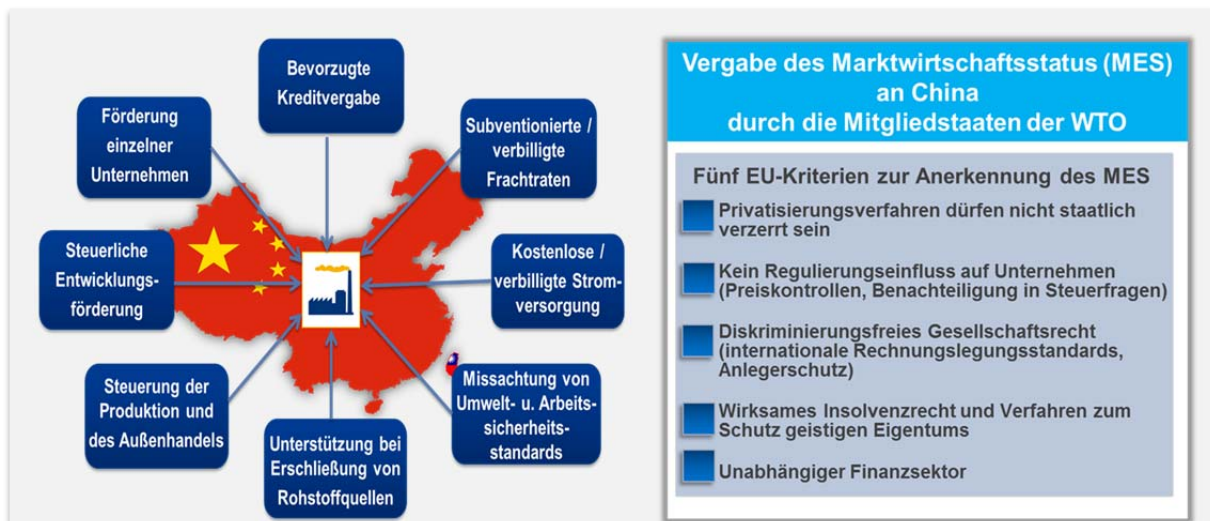 Bevorzugte
Kreditvergabe
Förderung
einzelner
Unternehmen
Subventionierte /
verbilligte
Frachtraten
Steuerliche
Entwicklungs-
förderung
Kostenlose /
verbilligte Strom-
versorgung
Steuerung der
Produktion und
des Außenhandels
Unterstützung bei
Erschließung von
Rohstoffquellen
Missachtung von
Umwelt- u. Arbeits-
sicherheits-
standards
Vergabe des Marktwirtschaftsstatus (MES)
an China
durch die Mitgliedstaaten der WTO
Fünf EU-Kriterien zur Anerkennung des MES
Privatisierungsverfahren dürfen nicht staatlich
verzerrt sein
Kein Regulierungseinfluss auf Unternehmen
(Preiskontrollen, Benachteiligung in Steuerfragen)
Diskriminierungsfreies Gesellschaftsrecht
(internationale Rechnungslegungsstandards,
Anlegerschutz)
Wirksames Insolvenzrecht und Verfahren zum
Schutz geistigen Eigentums
Unabhängiger Finanzsektor